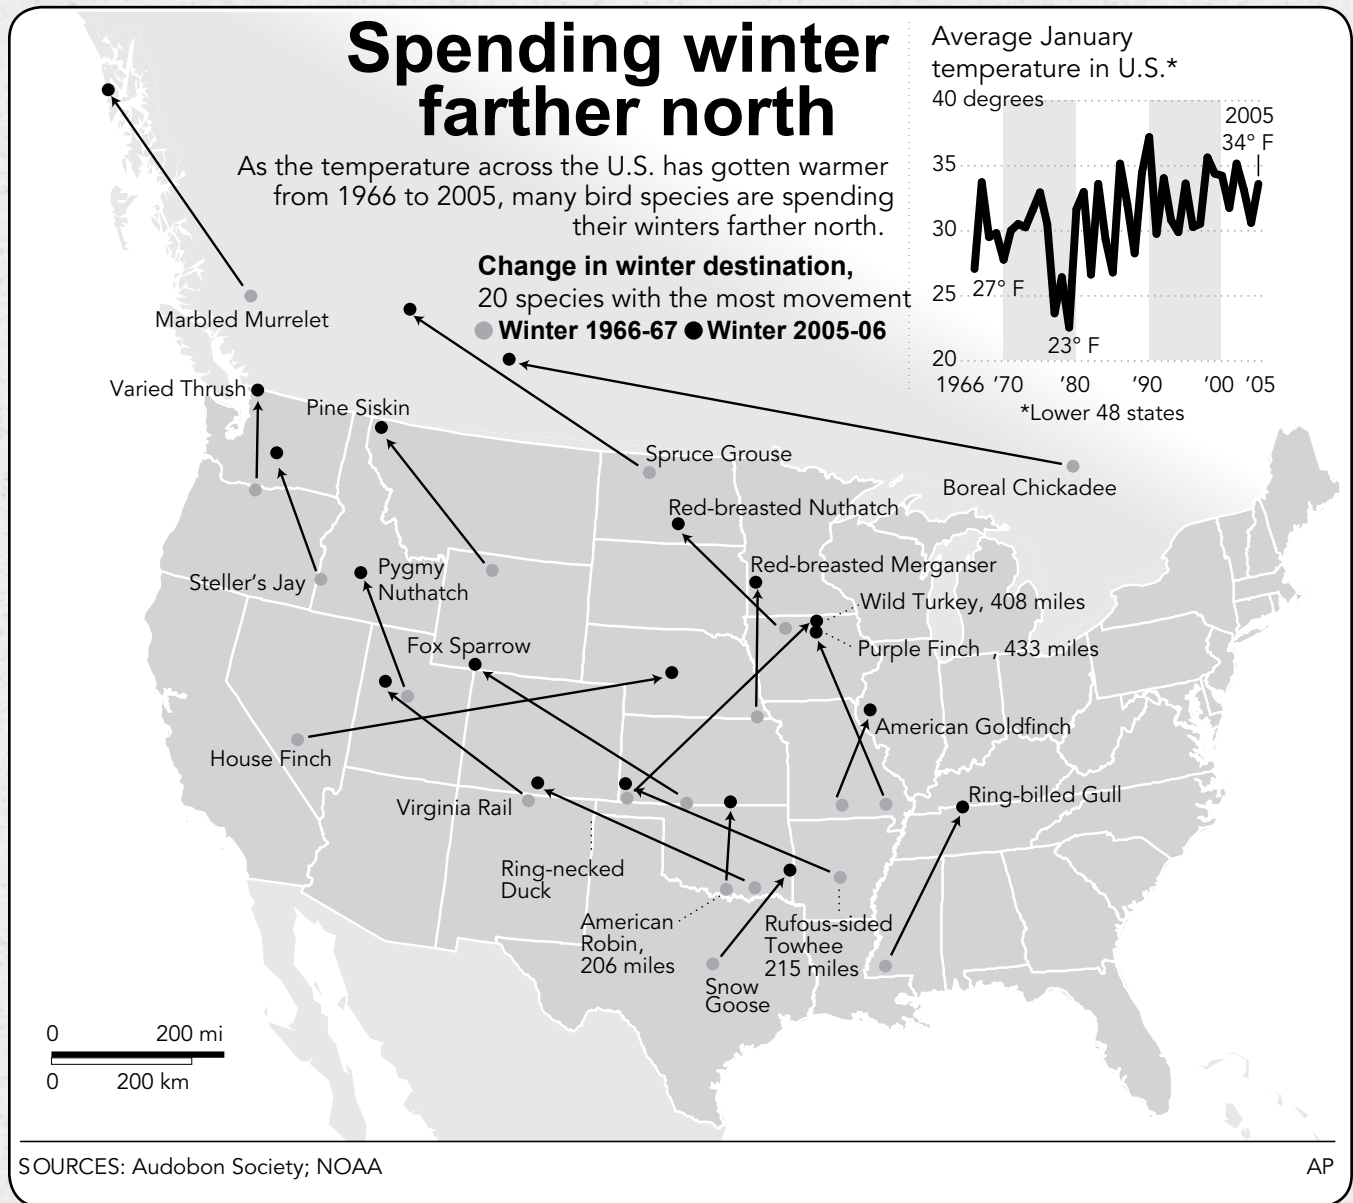 Spending winter
farther north
As the temperature across the U.S. has gotten warmer
from 1966 to 2005, many bird species are spending
their winters farther north.
Change in winter destination,
20 species with the most movement
Winter 1966-67 Winter 2005-06
Average January
temperature in U.S.*
40 degrees
2005
34° F
35
30
27° F
25
23° F
20
1966 '70 '80 '90 '00 '05
*Lower 48 states
Marbled Murrelet
Varied Thrush
Pine Siskin
Spruce Grouse
Boreal Chickadee
Red-breasted Nuthatch
Red-breasted Merganser
Steller's Jay
Pygmy
Nuthatch
Wild Turkey, 408 miles
Fox Sparrow
Purple Finch , 433 miles
American Goldfinch
House Finch
Virginia Rail
Ring-billed Gull
Ring-necked
Duck
American
Robin,
206 miles
Rufous-sided
Towhee
215 miles
Snow
Goose
0 200 mi
0 200 km
SOURCES: Audobon Society; NOAA
AP